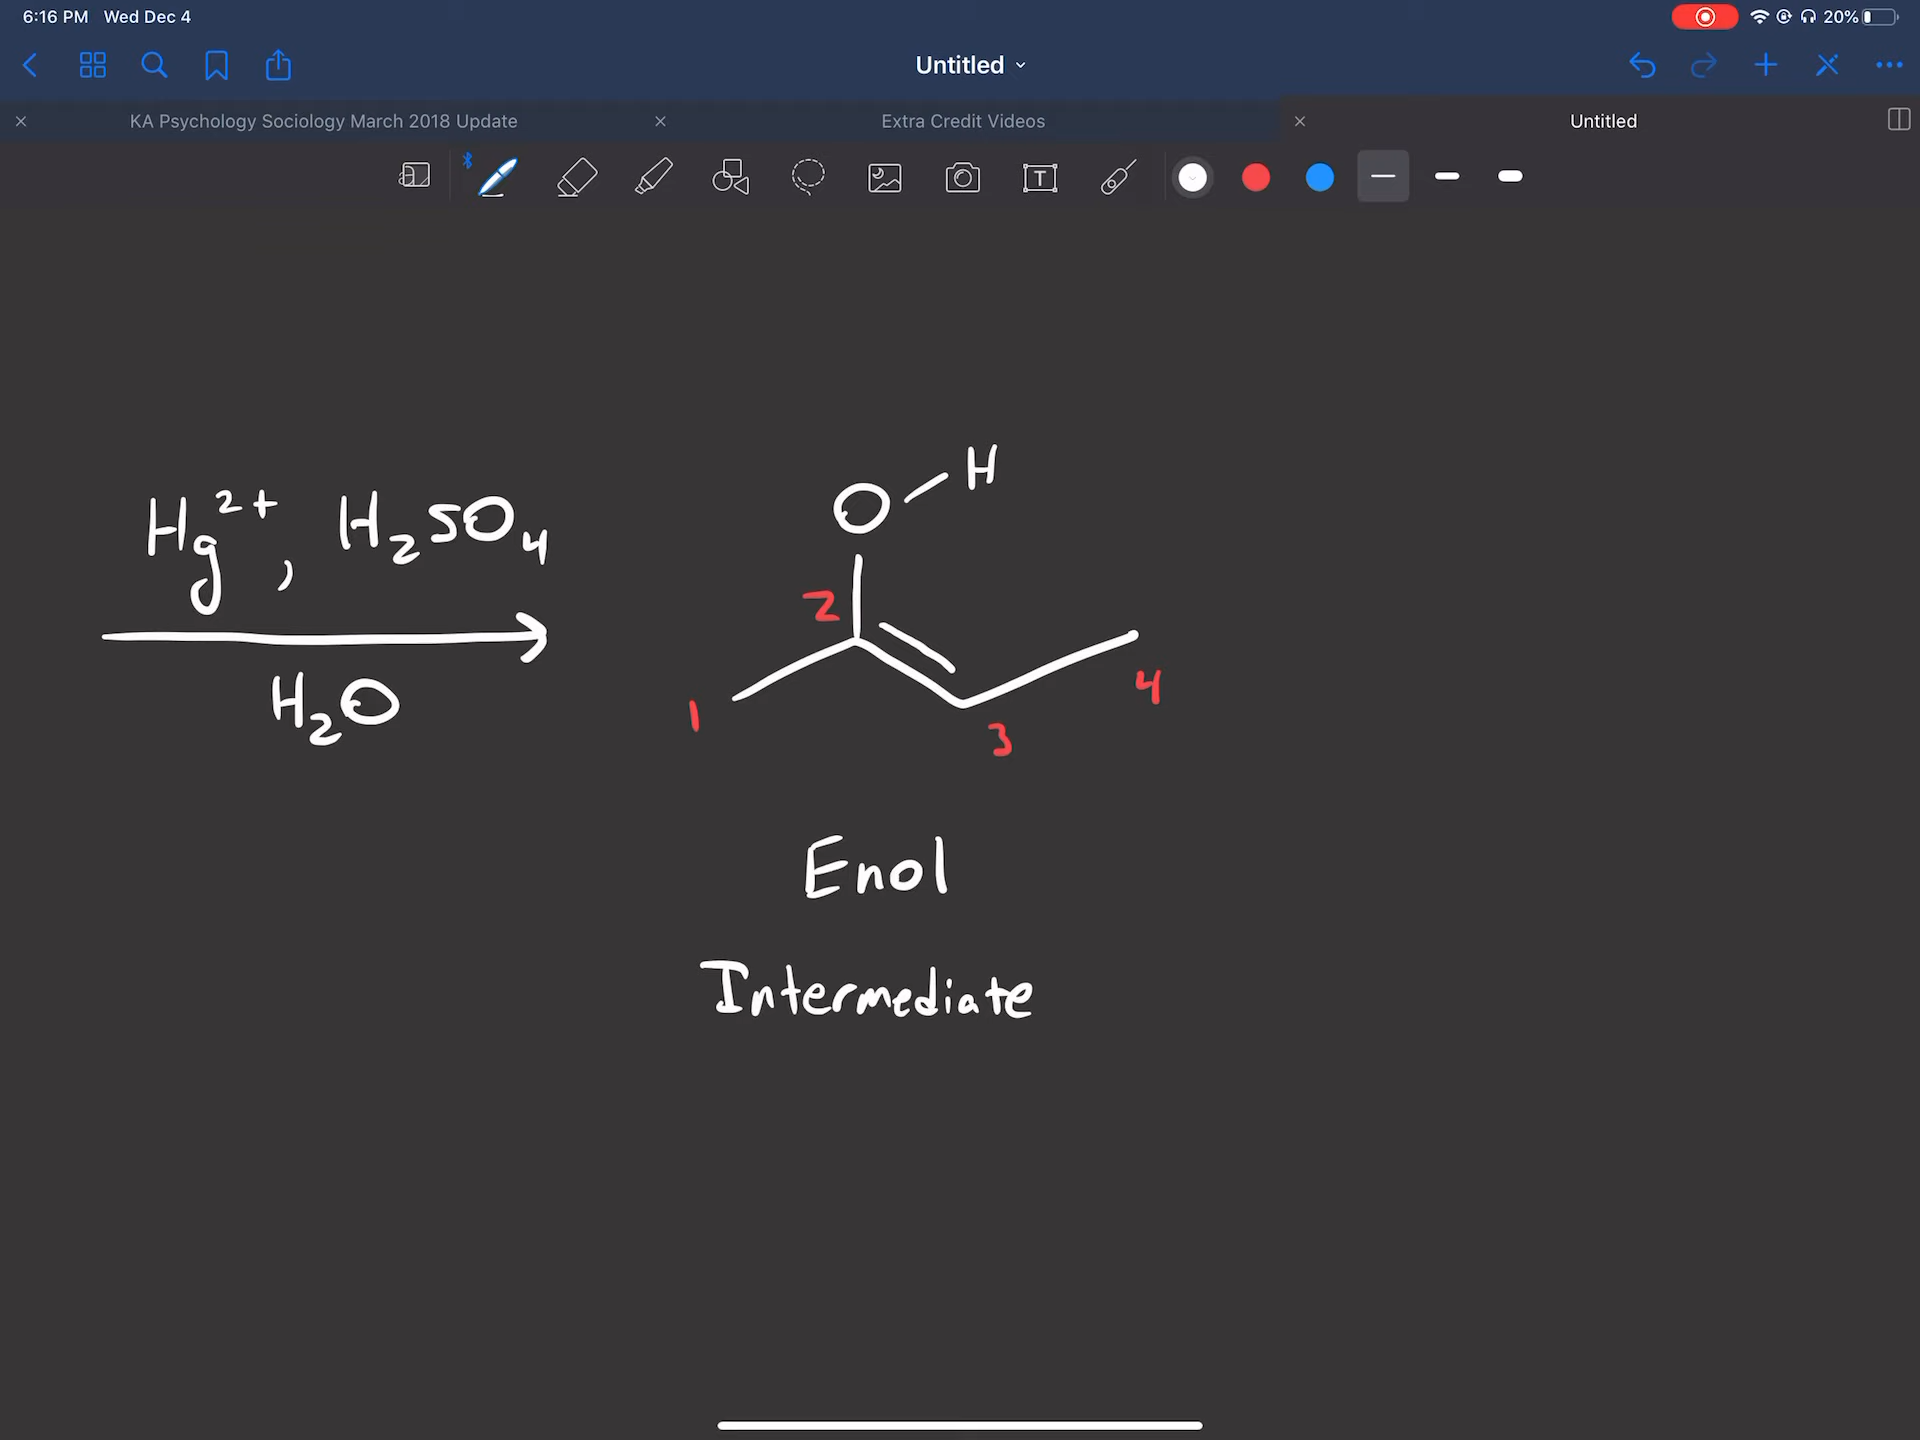 6:16 PM Wed Dec 4
20%
Untitled
KA Psychology Sociology March 2018 Update
Extra Credit Videos
Untitled
T
Hg²⁺, H₂SO₄
H₂O
O-H
2
1
3
4
Enol
Intermediate